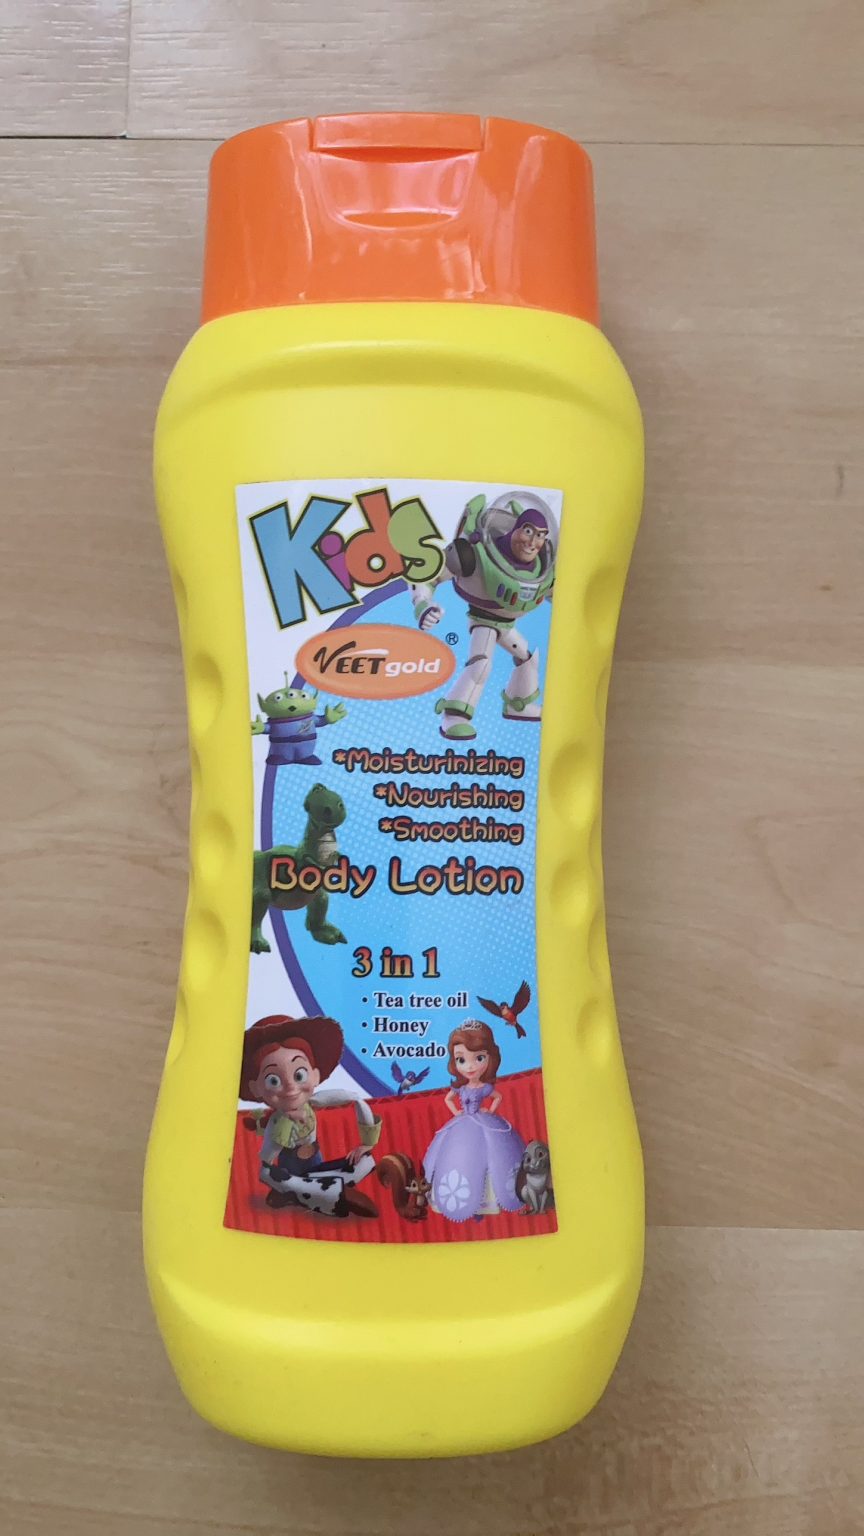 Kids
VEETgold®
*Moisturinizing
*Nourishing
*Smoothing
Body Lotion
3 in 1
• Tea tree oil
• Honey
• Avocado